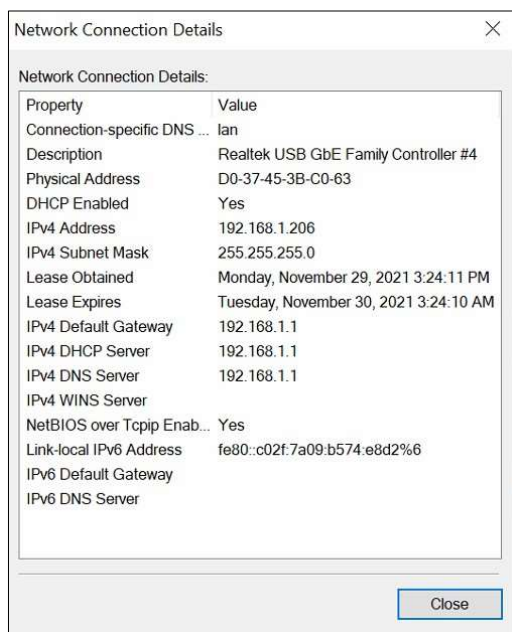 Network Connection Details
Network Connection Details:
Property Value
Connection-specific DNS ... lan
Description Realtek USB GbE Family Controller #4
Physical Address D0-37-45-3B-C0-63
DHCP Enabled Yes
IPv4 Address 192.168.1.206
IPv4 Subnet Mask 255.255.255.0
Lease Obtained Monday, November 29, 2021 3:24:11 PM
Lease Expires Tuesday, November 30, 2021 3:24:10 AM
IPv4 Default Gateway 192.168.1.1
IPv4 DHCP Server 192.168.1.1
IPv4 DNS Server 192.168.1.1
IPv4 WINS Server
NetBIOS over Tcpip Enab... Yes
Link-local IPv6 Address fe80::c02f:7a09:b574:e8d2%6
IPv6 Default Gateway
IPv6 DNS Server
Close